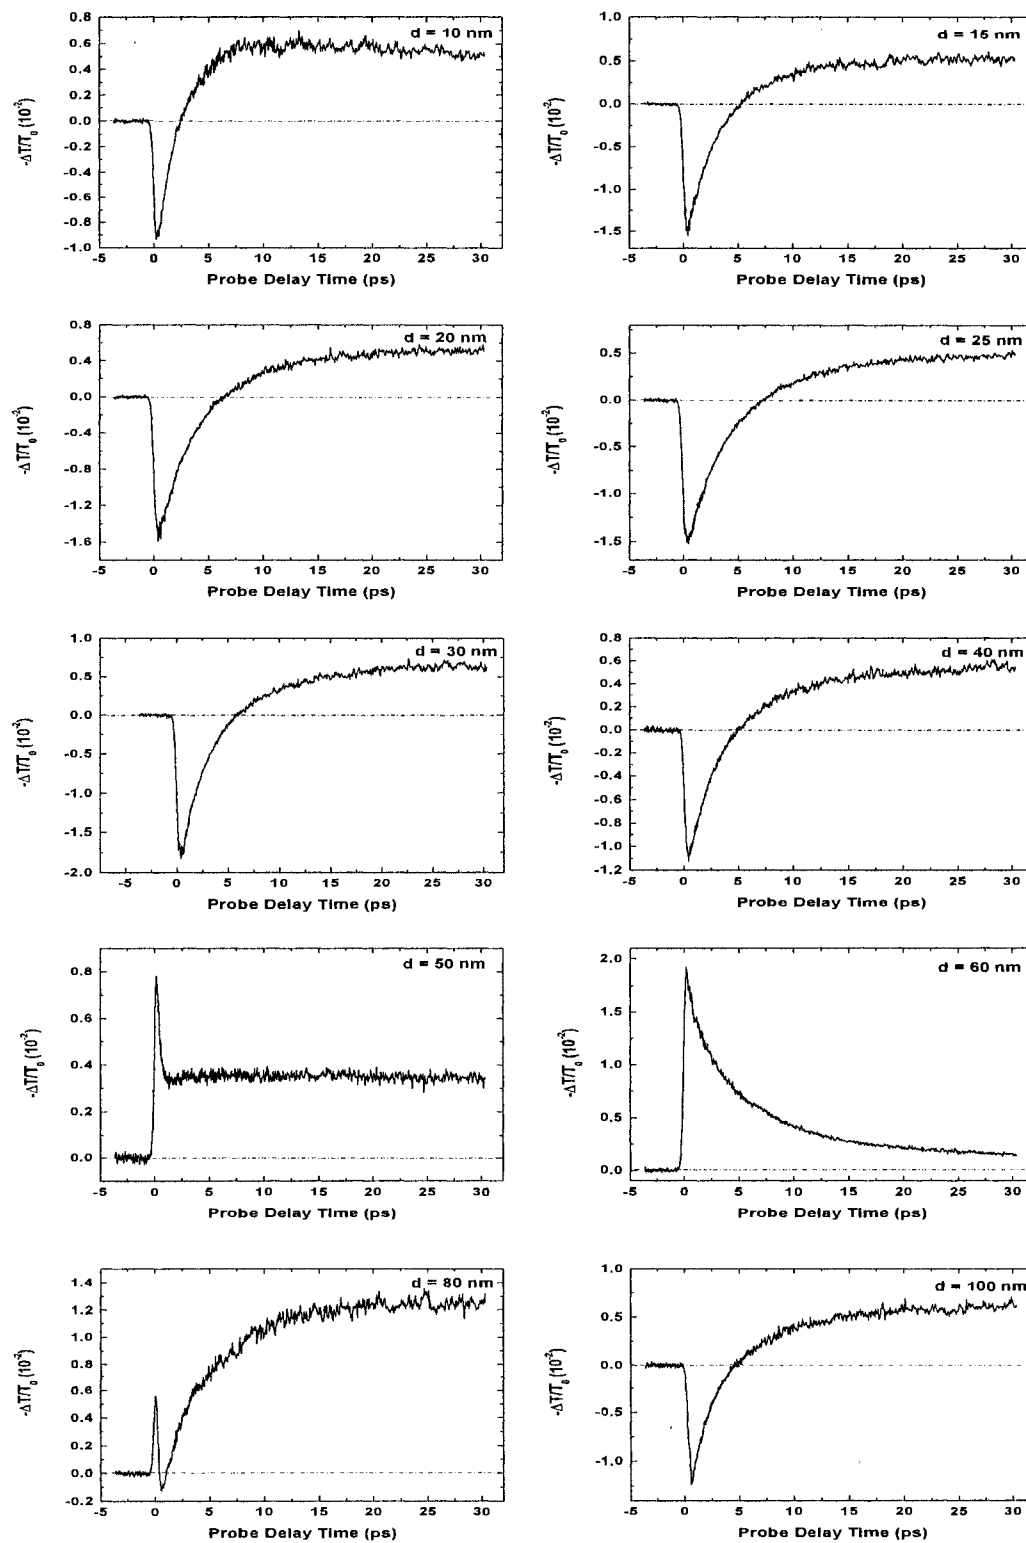 d = 10 nm
0.8
0.6
0.4
0.2
0.0
-0.2
-0.4
-0.6
-0.8
-1.0
-ΔT/T₀ (10⁻²)
-5 0 5 10 15 20 25 30
Probe Delay Time (ps)
d = 15 nm
1.0
0.5
0.0
-0.5
-1.0
-1.5
-ΔT/T₀ (10⁻²)
-5 0 5 10 15 20 25 30
Probe Delay Time (ps)
d = 20 nm
0.8
0.4
0.0
-0.4
-0.8
-1.2
-1.6
-ΔT/T₀ (10⁻²)
-5 0 5 10 15 20 25 30
Probe Delay Time (ps)
d = 25 nm
0.5
0.0
-0.5
-1.0
-1.5
-ΔT/T₀ (10⁻²)
-5 0 5 10 15 20 25 30
Probe Delay Time (ps)
d = 30 nm
1.0
0.5
0.0
-0.5
-1.0
-1.5
-2.0
-ΔT/T₀ (10⁻²)
-5 0 5 10 15 20 25 30
Probe Delay Time (ps)
d = 40 nm
0.8
0.6
0.4
0.2
0.0
-0.2
-0.4
-0.6
-0.8
-1.0
-1.2
-ΔT/T₀ (10⁻²)
-5 0 5 10 15 20 25 30
Probe Delay Time (ps)
d = 50 nm
0.8
0.6
0.4
0.2
0.0
-ΔT/T₀ (10⁻²)
-5 0 5 10 15 20 25 30
Probe Delay Time (ps)
d = 60 nm
2.0
1.5
1.0
0.5
0.0
-ΔT/T₀ (10⁻²)
-5 0 5 10 15 20 25 30
Probe Delay Time (ps)
d = 80 nm
1.4
1.2
1.0
0.8
0.6
0.4
0.2
0.0
-0.2
-ΔT/T₀ (10⁻²)
-5 0 5 10 15 20 25 30
Probe Delay Time (ps)
d = 100 nm
1.0
0.5
0.0
-0.5
-1.0
-ΔT/T₀ (10⁻²)
-5 0 5 10 15 20 25 30
Probe Delay Time (ps)